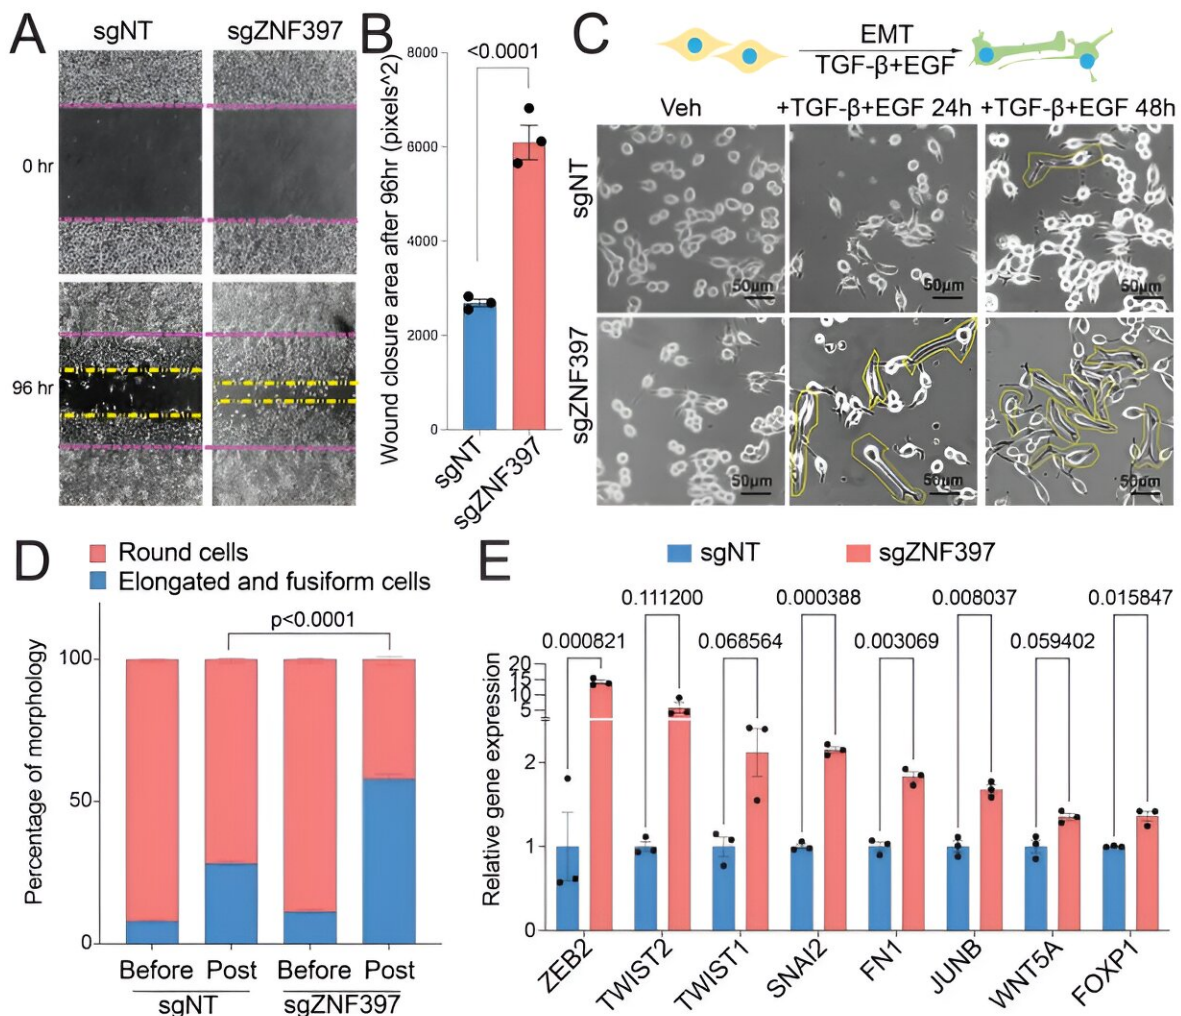 A
sgNT
sgZNF397
0 hr
96 hr
B
Wound closure area after 96hr (pixels^2)
8000
6000
4000
2000
0
<0.0001
sgNT
sgZNF397
C
EMT
TGF-β+EGF
Veh
+TGF-β+EGF 24h
+TGF-β+EGF 48h
sgNT
50μm
50μm
50μm
sgZNF397
50μm
50μm
50μm
D
Round cells
Elongated and fusiform cells
p<0.0001
Percentage of morphology
100
50
0
Before
Post
Before
Post
sgNT
sgZNF397
E
sgNT
sgZNF397
0.111200
0.000388
0.008037
0.015847
0.000821
0.068564
0.003069
0.059402
Relative gene expression
20
15
10
5
2
1
0
ZEB2
TWIST2
TWIST1
SNAI2
FN1
JUNB
WNT5A
FOXP1